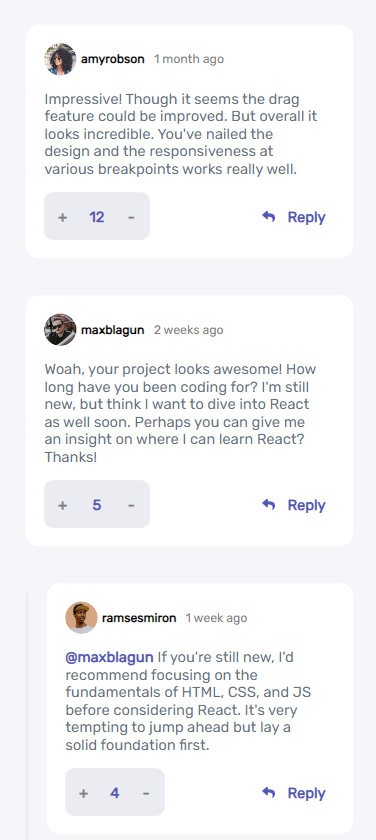 amyrobson 1 month ago
Impressive! Though it seems the drag
feature could be improved. But overall it
looks incredible. You've nailed the
design and the responsiveness at
various breakpoints works really well.
+ 12 - Reply
maxblagun 2 weeks ago
Woah, your project looks awesome! How
long have you been coding for? I'm still
new, but think I want to dive into React
as well soon. Perhaps you can give me
an insight on where I can learn React?
Thanks!
+ 5 - Reply
ramsesmiron 1 week ago
@maxblagun If you're still new, I'd
recommend focusing on the
fundamentals of HTML, CSS, and JS
before considering React. It's very
tempting to jump ahead but lay a
solid foundation first.
+ 4 - Reply